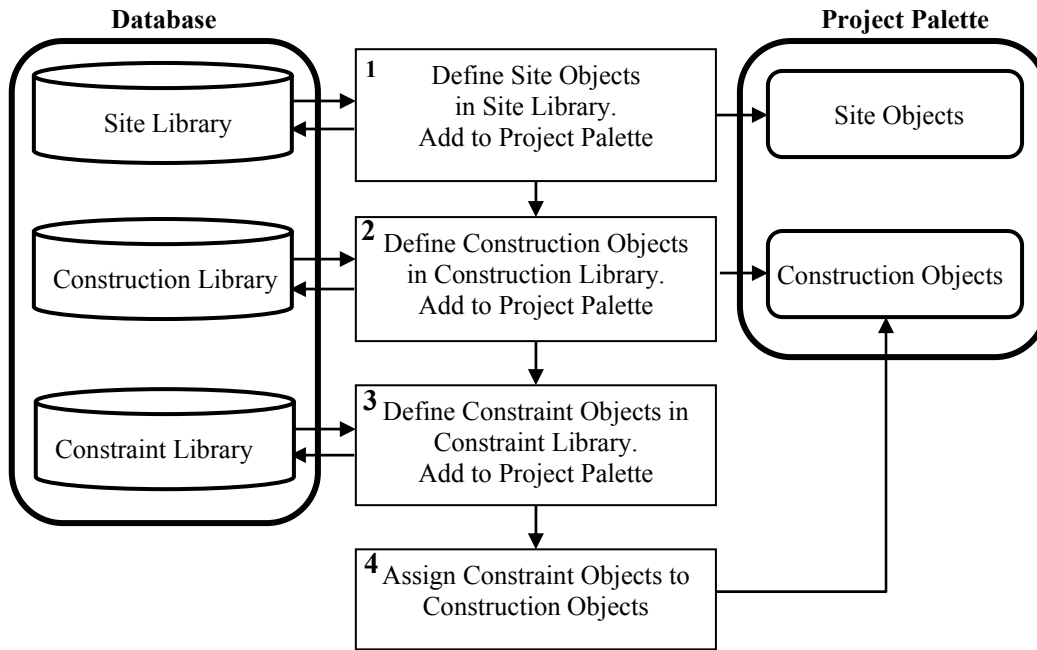 Database
Project Palette
Site Library
1
Define Site Objects
in Site Library.
Add to Project Palette
Site Objects
Construction Library
2
Define Construction Objects
in Construction Library.
Add to Project Palette
Construction Objects
Constraint Library
3
Define Constraint Objects in
Constraint Library.
Add to Project Palette
4
Assign Constraint Objects to
Construction Objects